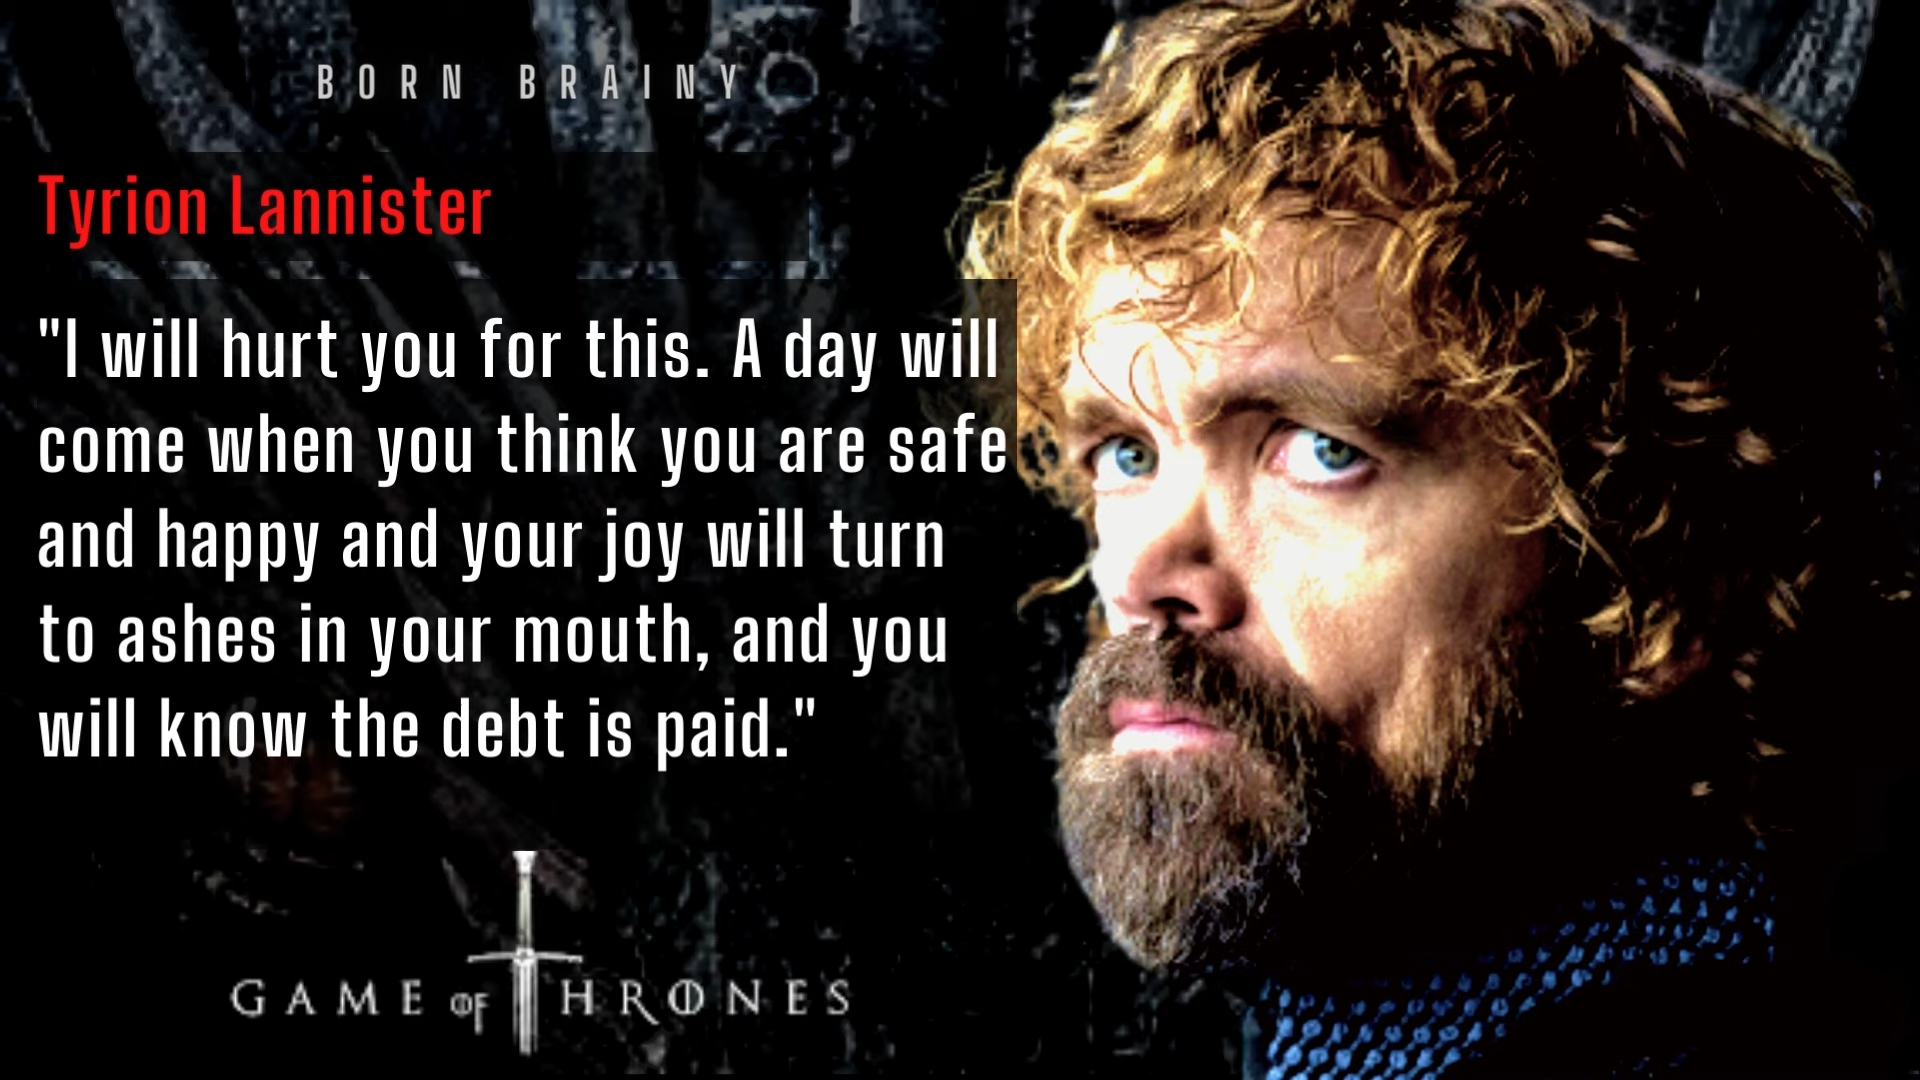 BORN BRAINY
Tyrion Lannister
"I will hurt you for this. A day will
come when you think you are safe
and happy and your joy will turn
to ashes in your mouth, and you
will know the debt is paid."
GAME OF THRONES